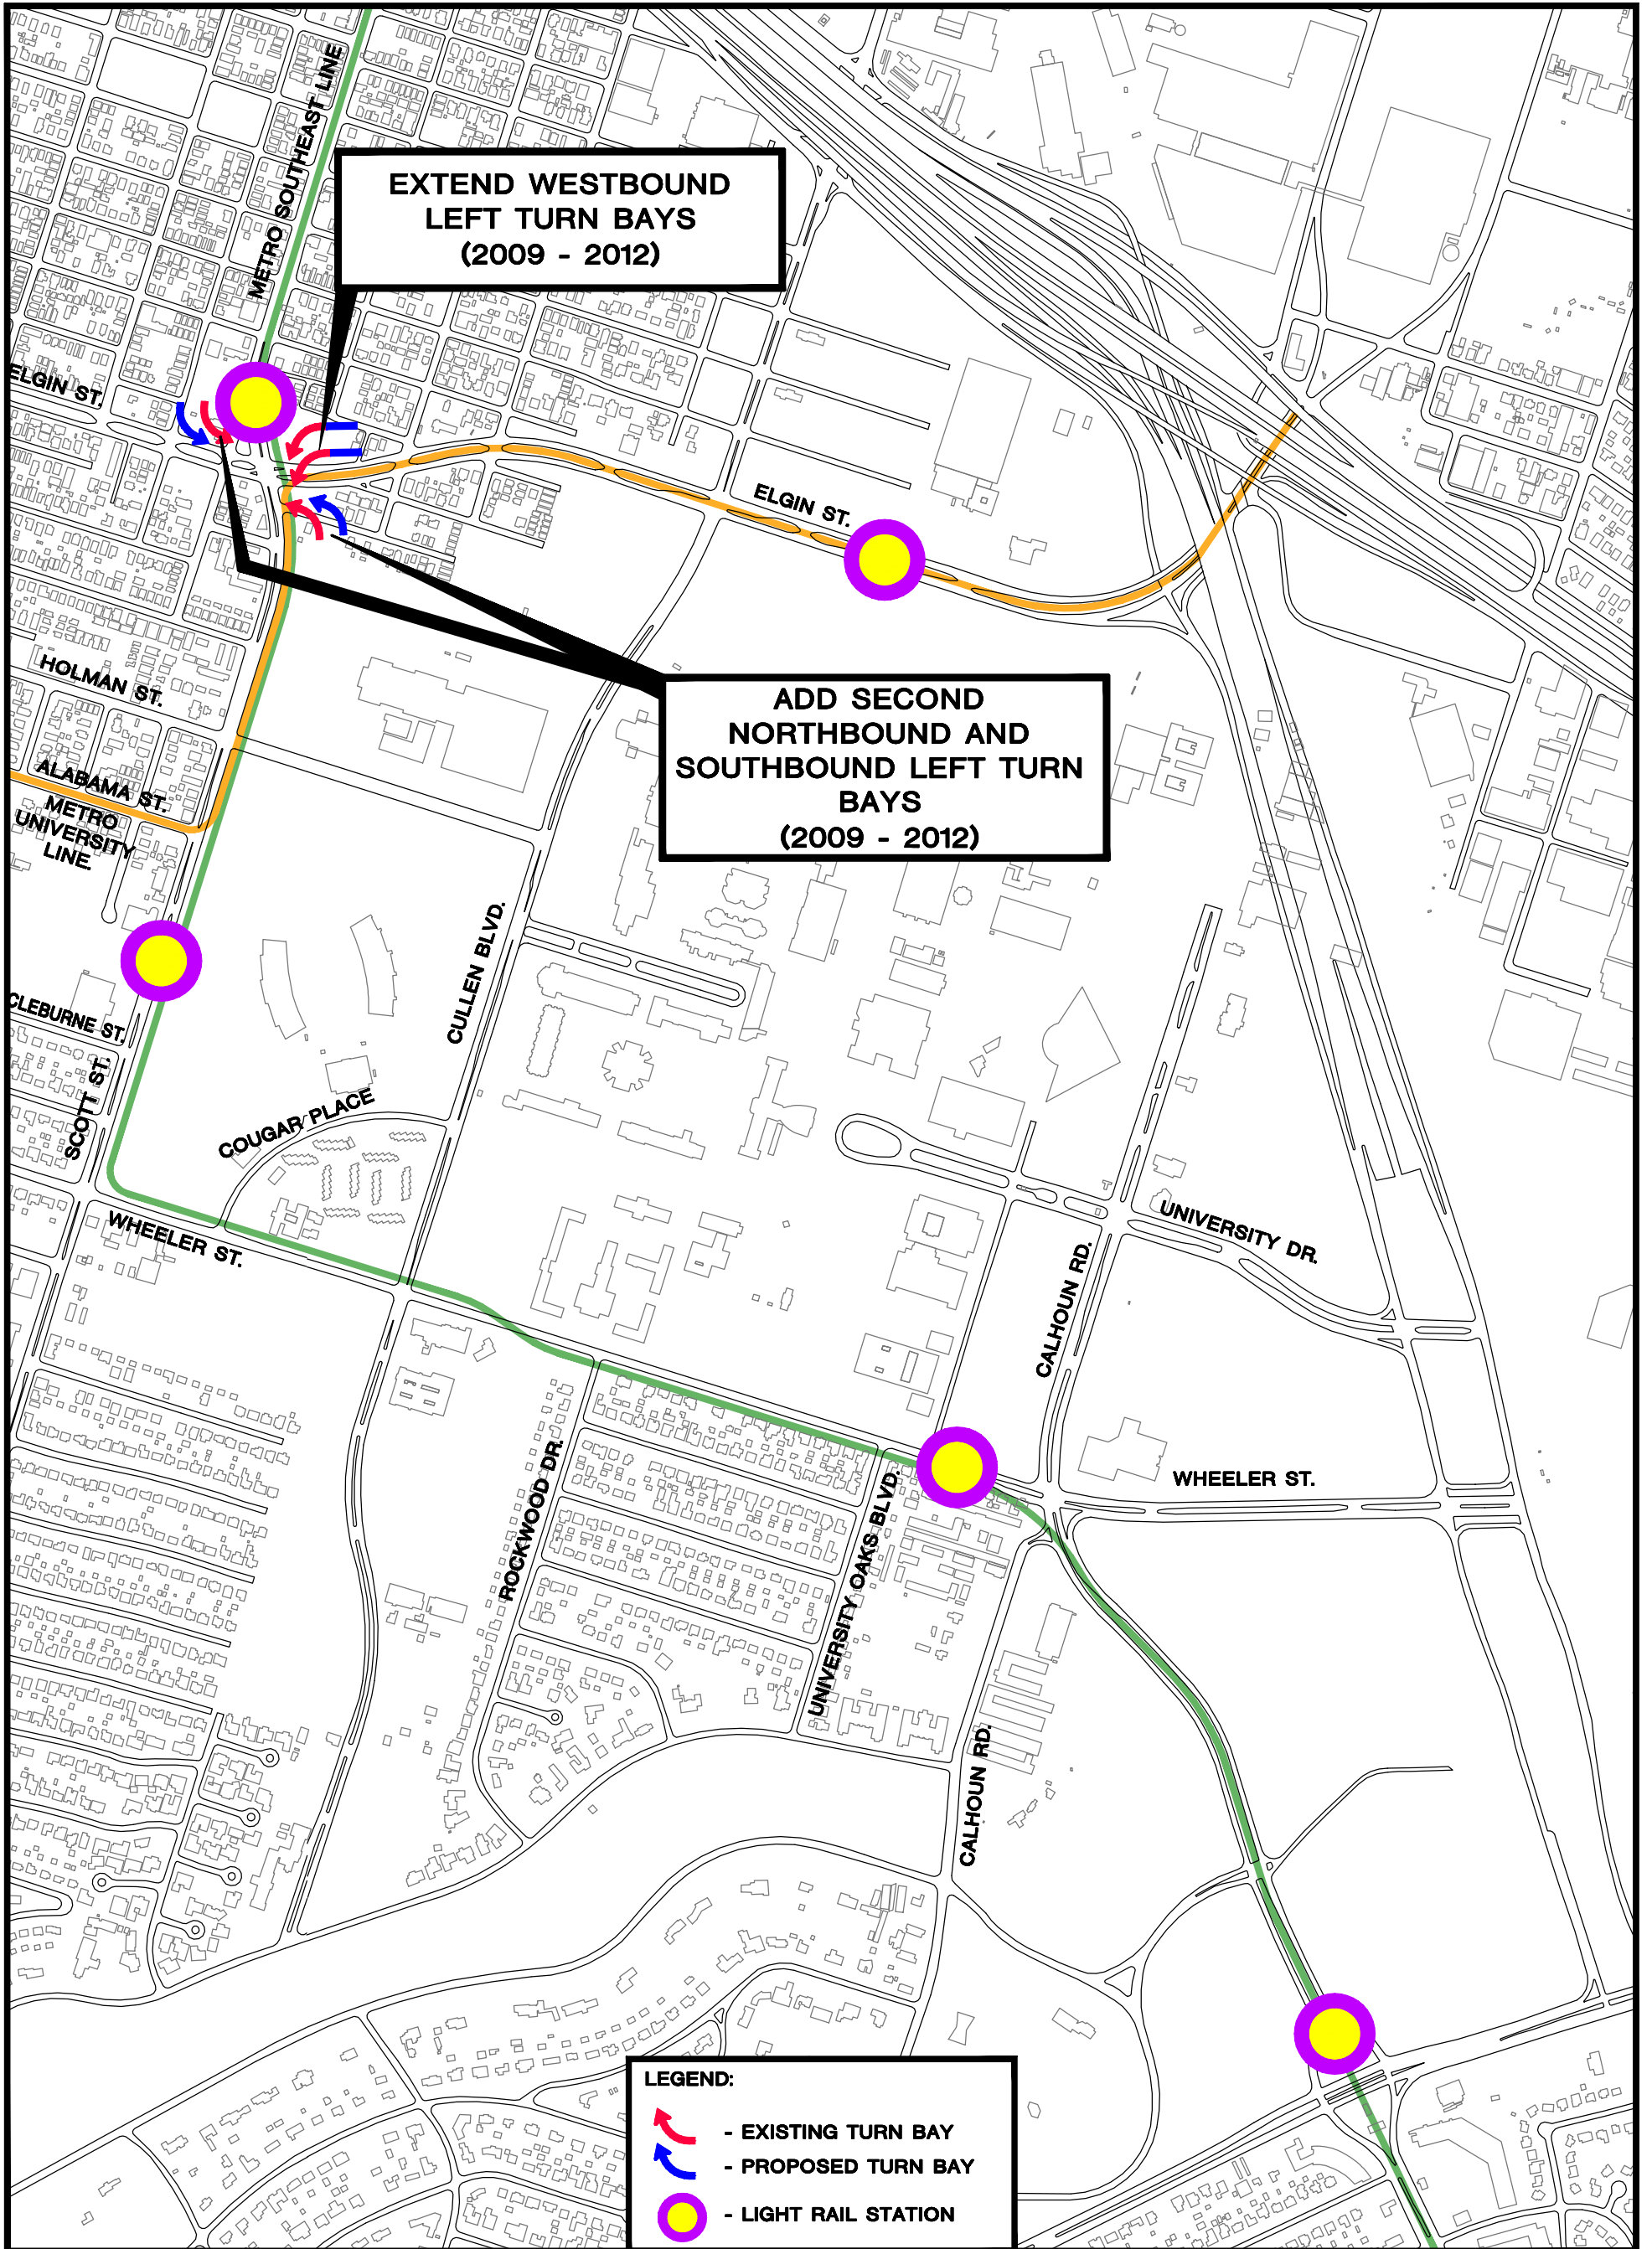 METRO SOUTHEAST LINE
EXTEND WESTBOUND
LEFT TURN BAYS
(2009 - 2012)
ELGIN ST.
ELGIN ST.
HOLMAN ST.
ADD SECOND
NORTHBOUND AND
SOUTHBOUND LEFT TURN
BAYS
(2009 - 2012)
ALABAMA ST.
METRO
UNIVERSITY
LINE.
CULLEN BLVD.
CLEBURNE ST.
SCOTT ST.
COUGAR PLACE
WHEELER ST.
UNIVERSITY DR.
CALHOUN RD.
WHEELER ST.
ROCKWOOD DR.
UNIVERSITY OAKS BLVD.
CALHOUN RD.
LEGEND:
- EXISTING TURN BAY
- PROPOSED TURN BAY
- LIGHT RAIL STATION